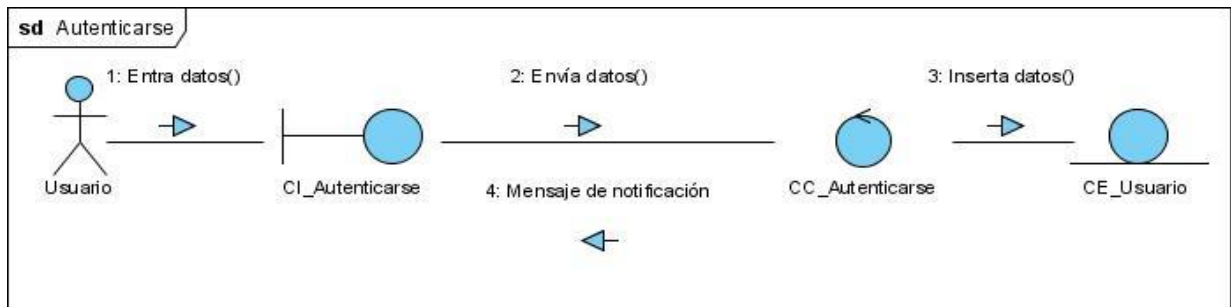 sd Autenticarse
1: Entra datos()
2: Envía datos()
3: Inserta datos()
Usuario
CI_Autenticarse
4: Mensaje de notificación
CC_Autenticarse
CE_Usuario